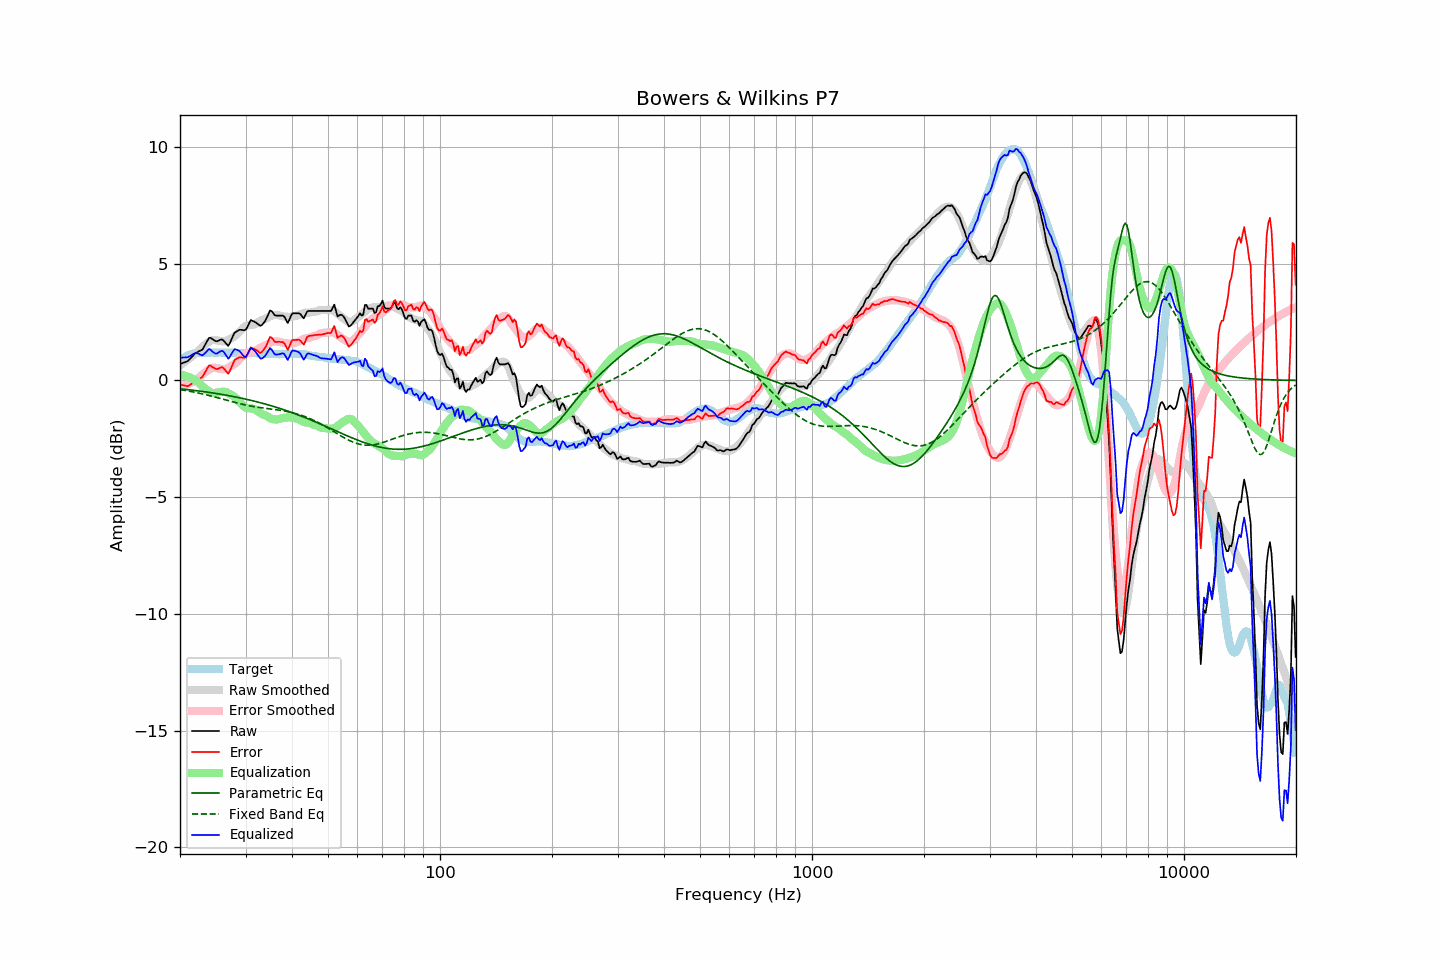 Bowers & Wilkins P7
Amplitude (dBr)
10
5
0
−5
−10
−15
−20
Target
Raw Smoothed
Error Smoothed
Raw
Error
Equalization
Parametric Eq
Fixed Band Eq
Equalized
100
1000
10000
Frequency (Hz)